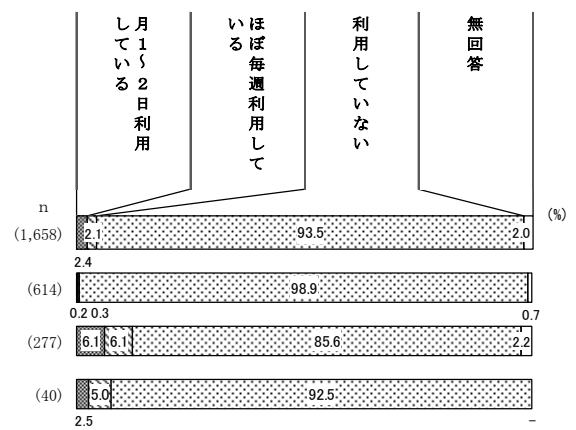 月1~2日利用
している
ほぼ毎週利用して
いる
利用していない
無回答
n
(%)
(1,658)
2.1
93.5
2.0
2.4
(614)
98.9
0.2 0.3
0.7
(277)
6.1
6.1
85.6
2.2
(40)
5.0
92.5
2.5
-